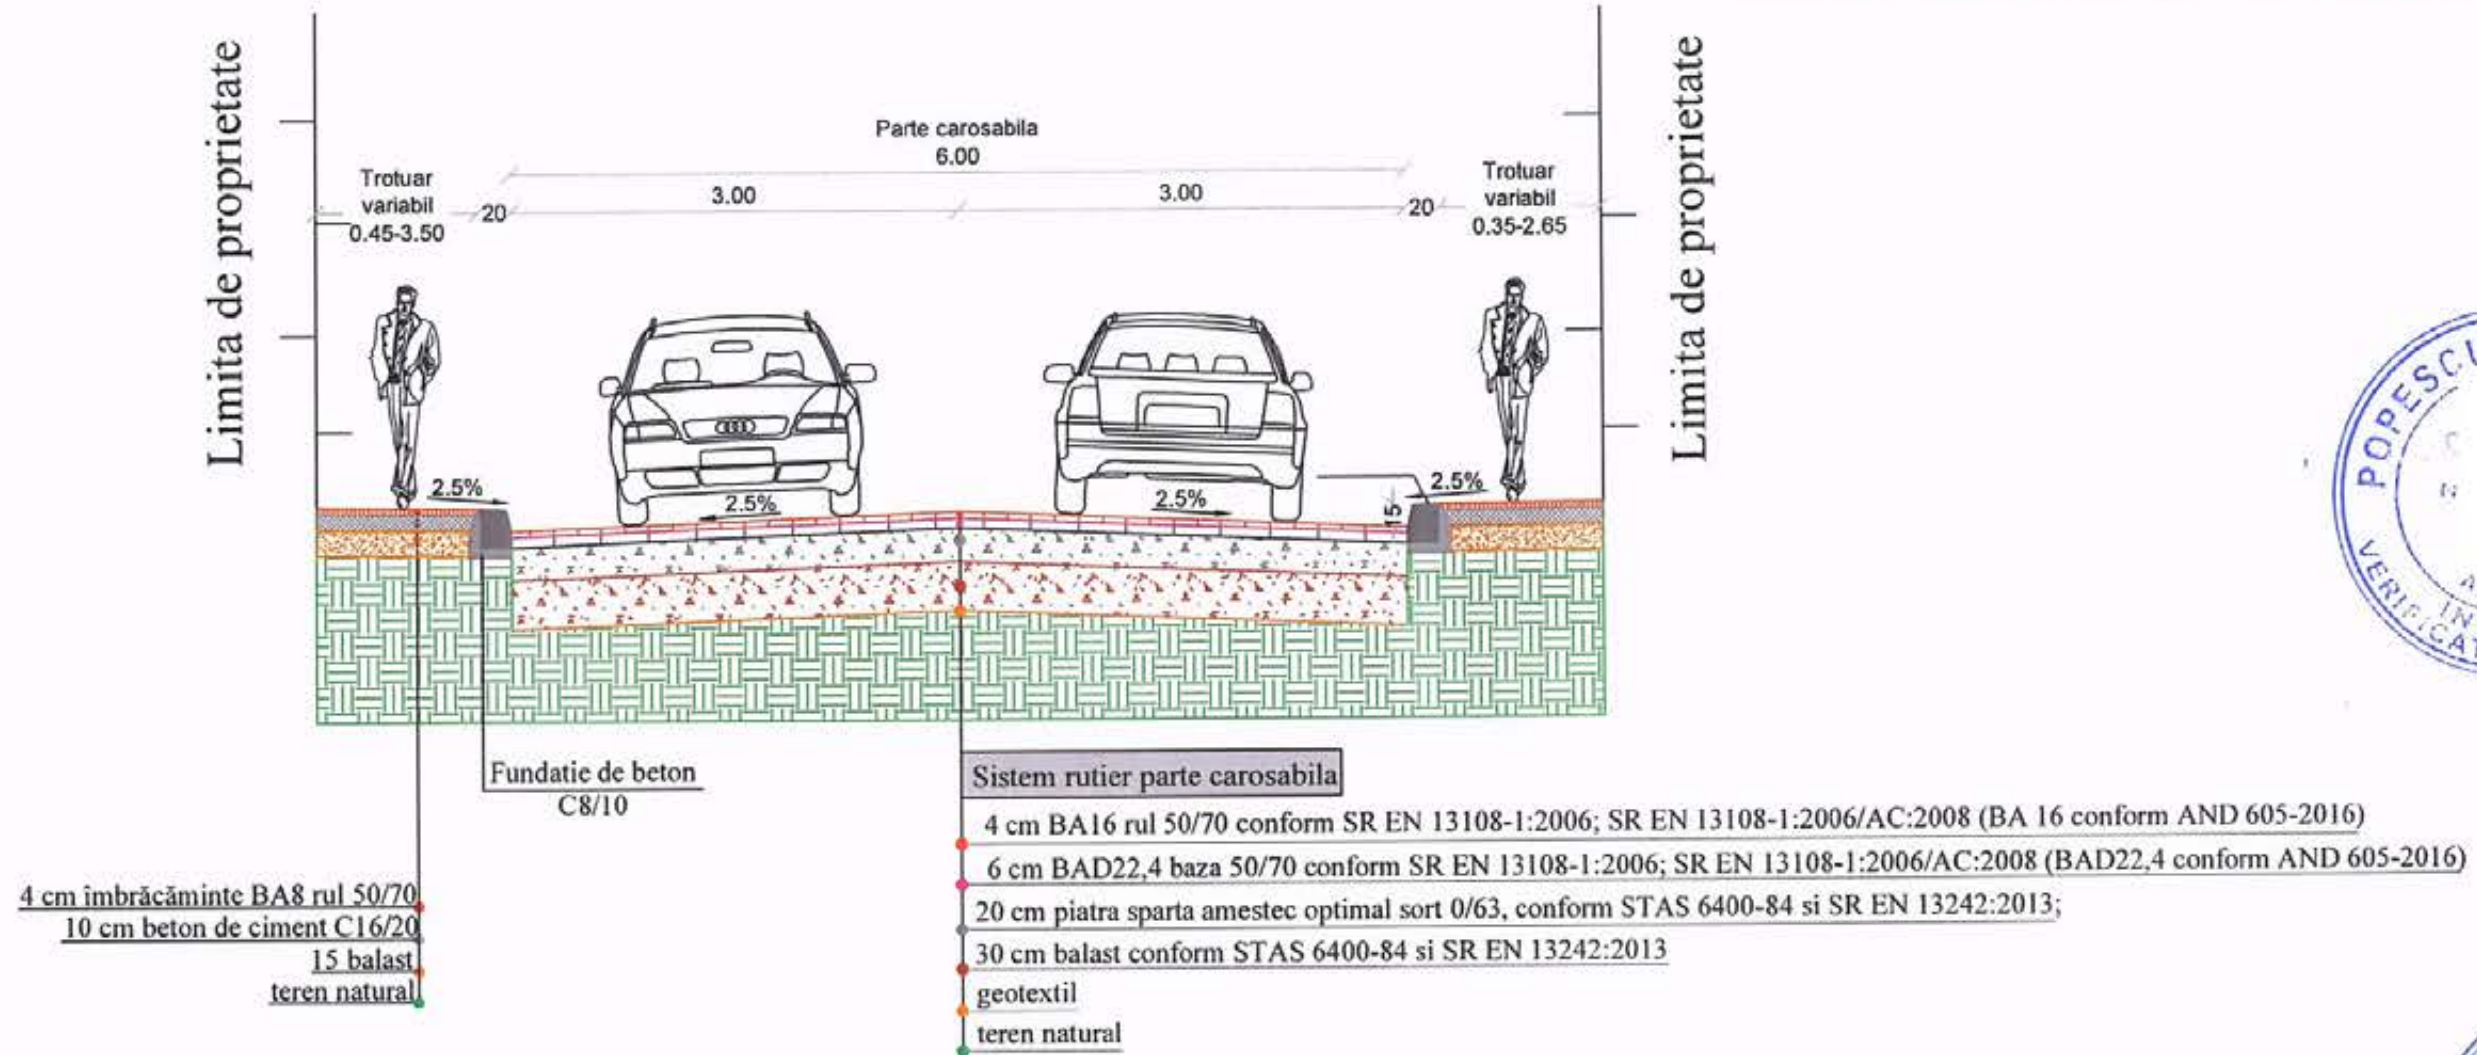 Limita de proprietate
Limita de proprietate
Parte carosabila
6.00
Trotuar
variabil
0.45-3.50
20
3.00
3.00
20
Trotuar
variabil
0.35-2.65
2.5%
2.5%
2.5%
15
2.5%
POPESCU
VERIFICAT
Fundatie de beton
C8/10
Sistem rutier parte carosabila
4 cm BA16 rul 50/70 conform SR EN 13108-1:2006; SR EN 13108-1:2006/AC:2008 (BA 16 conform AND 605-2016)
6 cm BAD22,4 baza 50/70 conform SR EN 13108-1:2006; SR EN 13108-1:2006/AC:2008 (BAD22,4 conform AND 605-2016)
20 cm piatra sparta amestec optimal sort 0/63, conform STAS 6400-84 si SR EN 13242:2013;
30 cm balast conform STAS 6400-84 si SR EN 13242:2013
geotextil
teren natural
4 cm îmbrăcăminte BA8 rul 50/70
10 cm beton de ciment C16/20
15 balast
teren natural